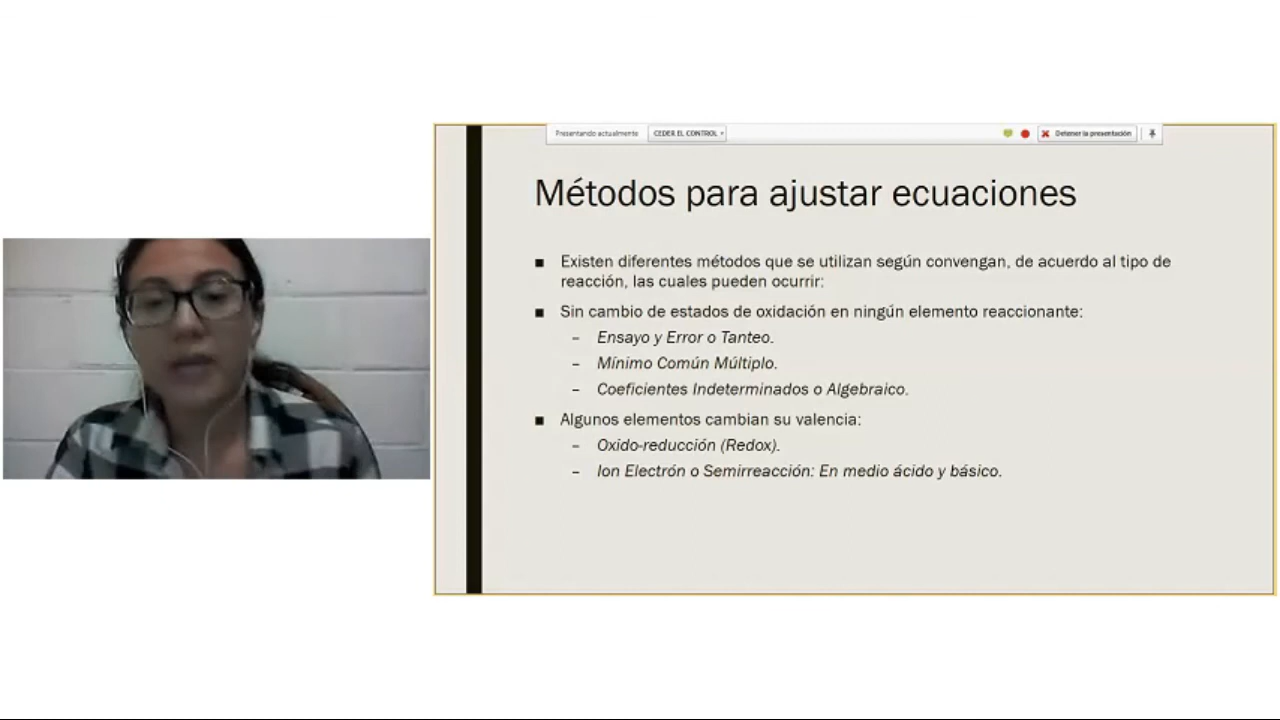 Presentando actualmente CEDER EL CONTROL Detener la presentación
Métodos para ajustar ecuaciones
■ Existen diferentes métodos que se utilizan según convengan, de acuerdo al tipo de
reacción, las cuales pueden ocurrir:
■ Sin cambio de estados de oxidación en ningún elemento reaccionante:
– Ensayo y Error o Tanteo.
– Mínimo Común Múltiplo.
– Coeficientes Indeterminados o Algebraico.
■ Algunos elementos cambian su valencia:
– Oxido-reducción (Redox).
– Ion Electrón o Semirreacción: En medio ácido y básico.